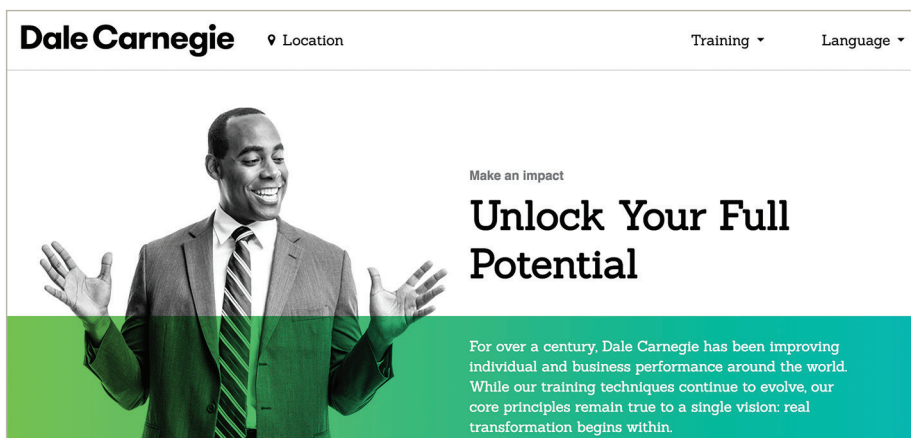 Dale Carnegie
Location
Training
Language
Make an impact
Unlock Your Full
Potential
For over a century, Dale Carnegie has been improving
individual and business performance around the world.
While our training techniques continue to evolve, our
core principles remain true to a single vision: real
transformation begins within.